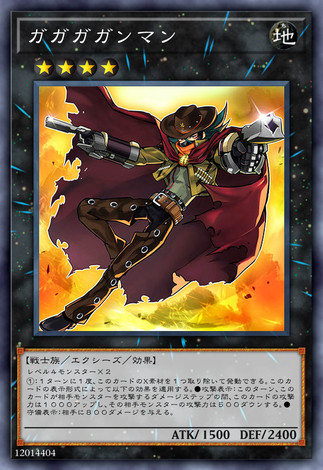 ガガガガンマン
地
【戦士族/エクシーズ/効果】
レベル4モンスター×2
①:1ターンに1度、このカードのX素材を1つ取り除いて発動できる。このカー
ドの表示形式によって以下の効果を適用する。●攻撃表示:このターン、この
カードが相手モンスターを攻撃するダメージステップの間、このカードの攻撃
力は1000アップし、その相手モンスターの攻撃力は500ダウンする。●
守備表示:相手に800ダメージを与える。
ATK/1500 DEF/2400
12014404